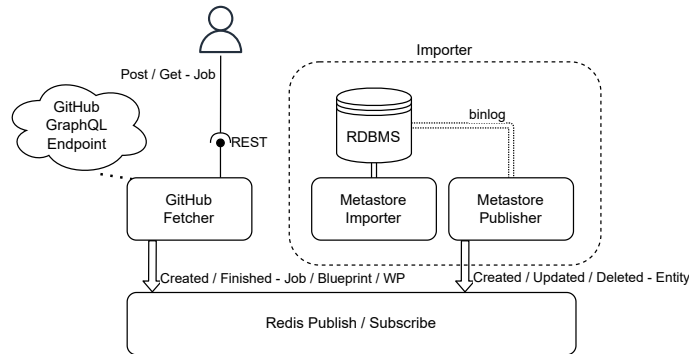 Importer
Post / Get - Job
GitHub
GraphQL
Endpoint
REST
RDBMS
binlog
GitHub
Fetcher
Metastore
Importer
Metastore
Publisher
Created / Finished - Job / Blueprint / WP
Created / Updated / Deleted - Entity
Redis Publish / Subscribe